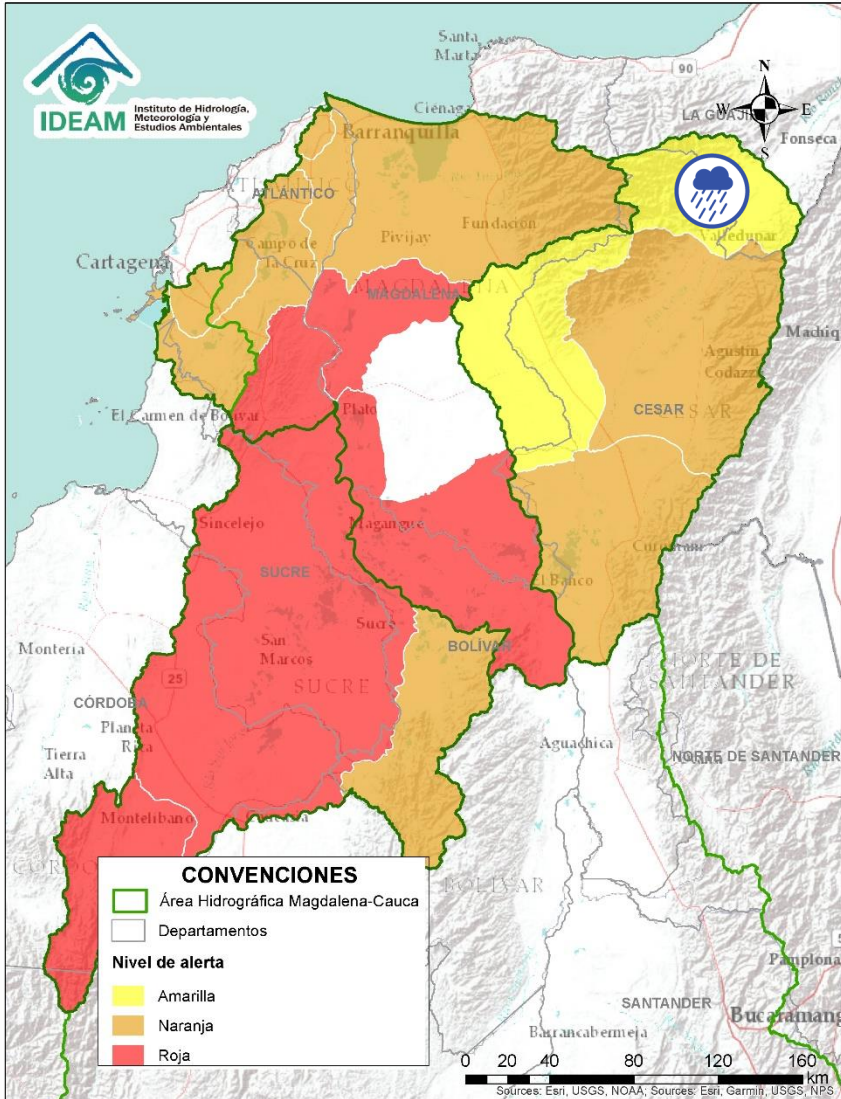 IDEAM
Instituto de Hidrología,
Meteorología y
Estudios Ambientales
Santa
Marta
90
N
W E
S
LA GUAJI
Fonseca
Ciénaga
Barranquilla
ATLÁNTICO
Fundación
Valledupar
Campo de
la Cruz
Pivijay
Cartagena
MAGDALENA
Machiq
Agustín
Codazzi
CESAR
El Carmen de Bolívar
Plato
Sincelejo
Magangué
SUCRE
El Banco
Sucre
BOLÍVAR
Montería
San
Marcos
25
SUCRE
NORTE DE
SANTANDER
CÓRDOBA
Planeta
Rica
Tierra
Alta
Aguachica
NORTE DE SANTANDER
Montelíbano
BOLÍVAR
CONVENCIONES
Área Hidrográfica Magdalena-Cauca
Departamentos
Nivel de alerta
Amarilla
Naranja
Roja
Pamplona
SANTANDER
Bucaramang
Barrancabermeja
0 20 40 80 120 160
km
Sources: Esri, USGS, NOAA; Sources: Esri, Garmin, USGS, NPS